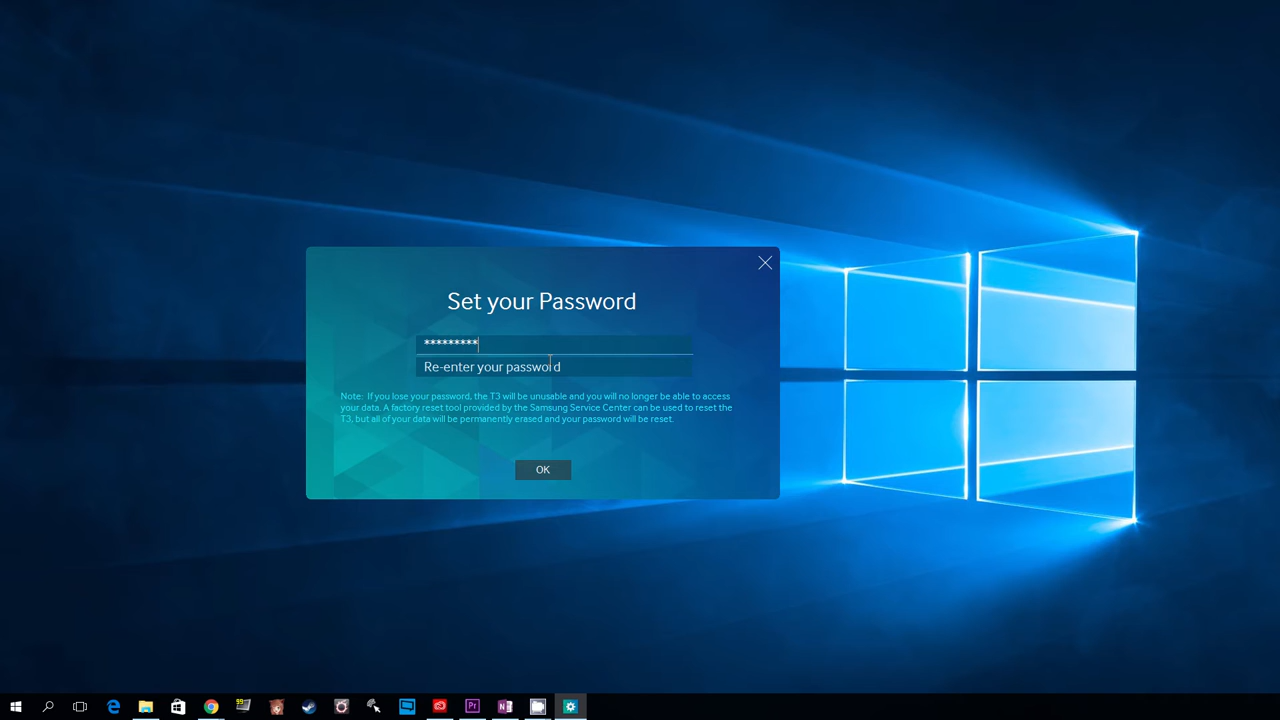 Set your Password
*********
Re-enter your password
Note: If you lose your password, the T3 will be unusable and you will no longer be able to access
your data. A factory reset tool provided by the Samsung Service Center can be used to reset the
T3, but all of your data will be permanently erased and your password will be reset.
OK
99
Pr
N